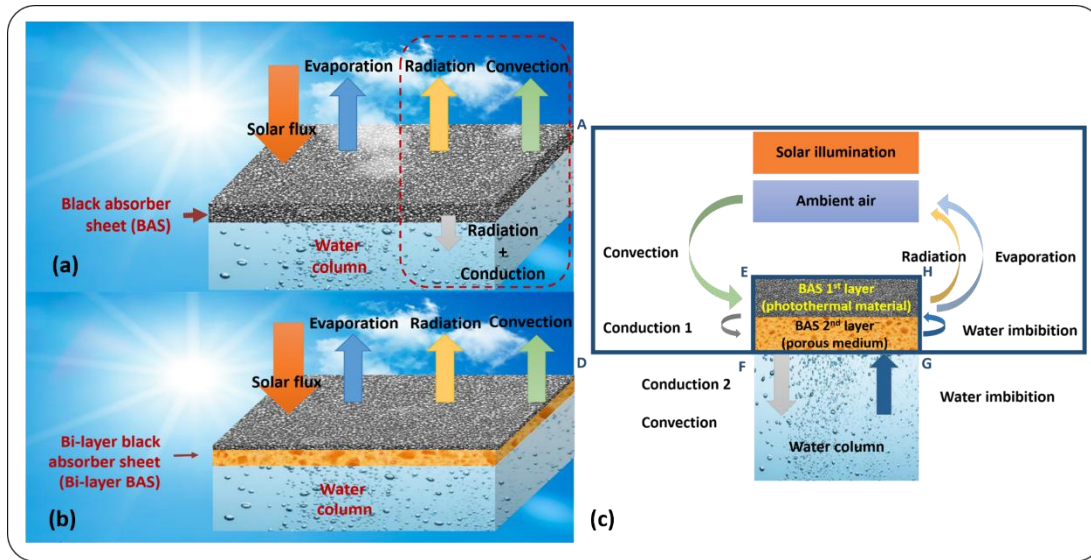 Evaporation
Radiation
Convection
Solar flux
Black absorber
sheet (BAS)
Water
column
Radiation
+
Conduction
(a)
Evaporation
Radiation
Convection
Solar flux
Bi-layer black
absorber sheet
(Bi-layer BAS)
Water
column
(b)
A
Solar illumination
Ambient air
Convection
Radiation
Evaporation
E
H
BAS 1st layer
(photothermal material)
Conduction 1
BAS 2nd layer
(porous medium)
Water imbibition
D
F
G
Conduction 2
Convection
Water imbibition
Water column
(c)